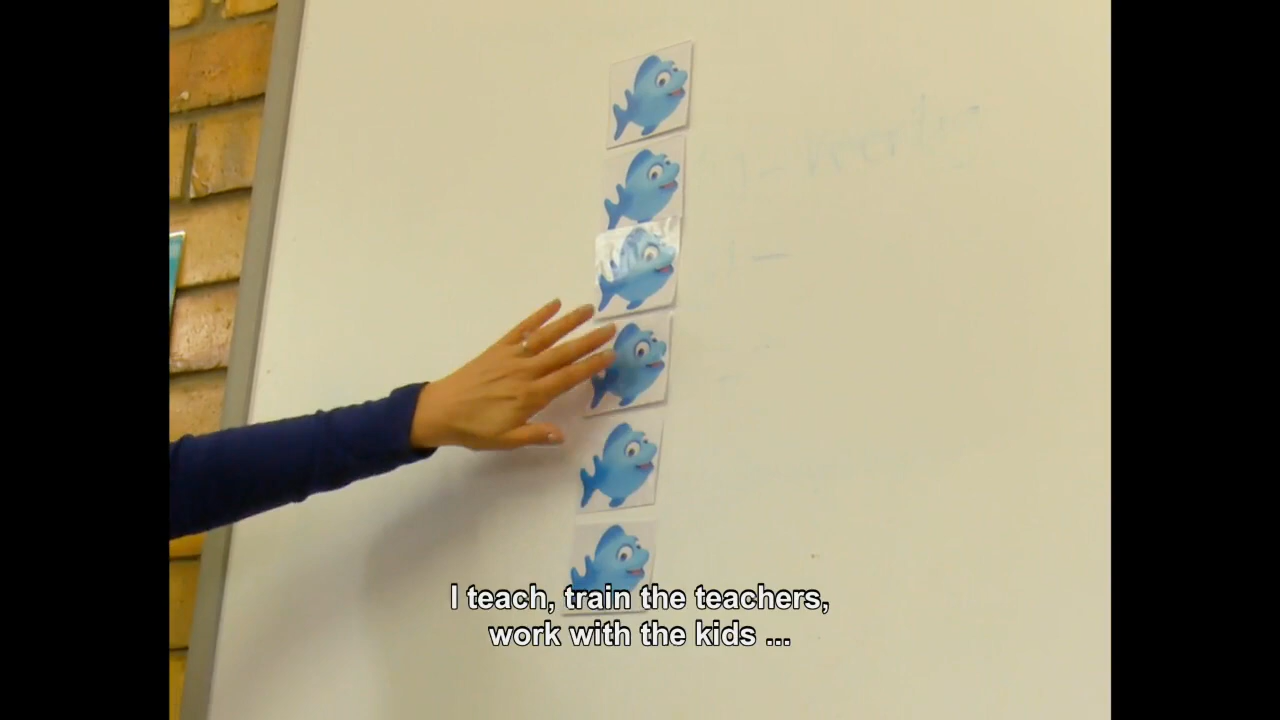 I teach, train the teachers,
work with the kids ...